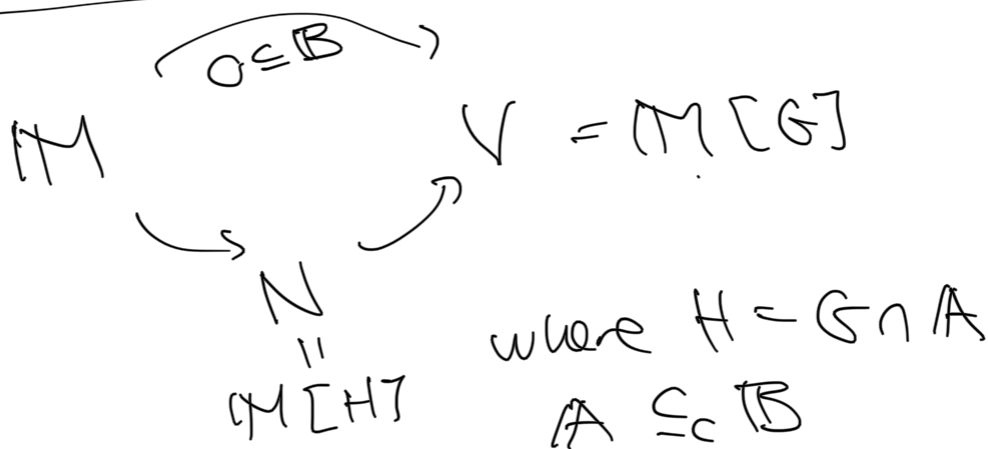 O ⊆ 𝔹
𝕄 V = 𝕄[G]
N
=
𝕄[H]
where H = G ∩ 𝔸
𝔸 ⊆c 𝔹